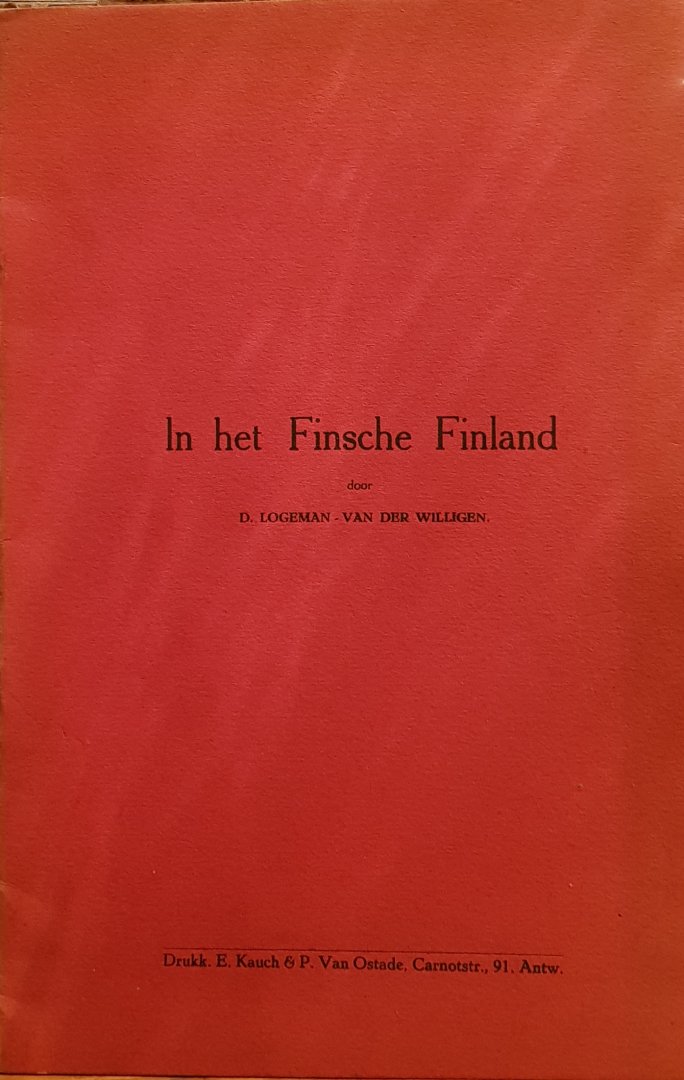 In het Finsche Finland
door
D. LOGEMAN - VAN DER WILLIGEN.
Drukk. E. Kauch & P. Van Ostade, Carnotstr., 91, Antw.